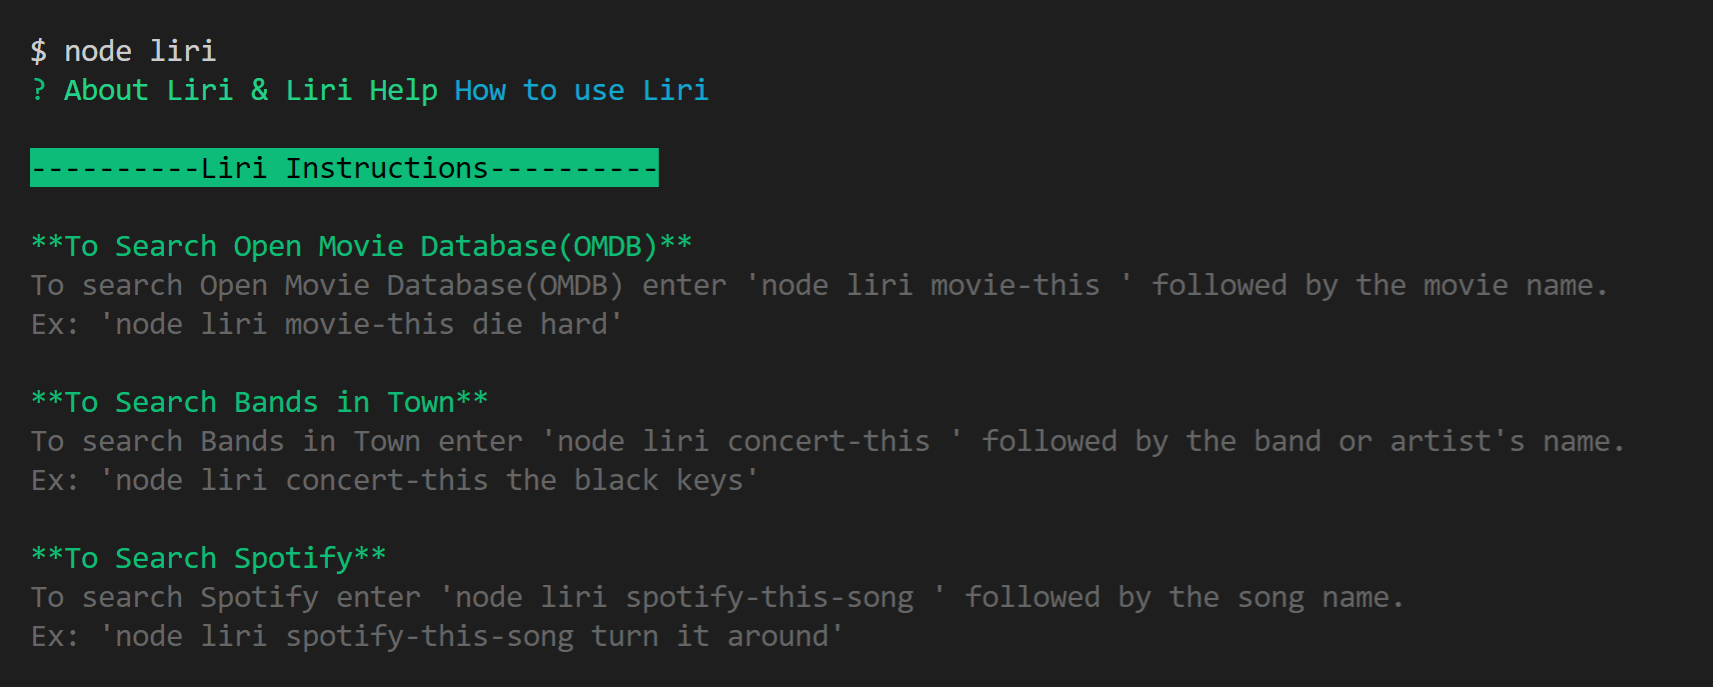 $ node liri
? About Liri & Liri Help How to use Liri
----------Liri Instructions----------
**To Search Open Movie Database(OMDB)**
To search Open Movie Database(OMDB) enter 'node liri movie-this ' followed by the movie name.
Ex: 'node liri movie-this die hard'
**To Search Bands in Town**
To search Bands in Town enter 'node liri concert-this ' followed by the band or artist's name.
Ex: 'node liri concert-this the black keys'
**To Search Spotify**
To search Spotify enter 'node liri spotify-this-song ' followed by the song name.
Ex: 'node liri spotify-this-song turn it around'